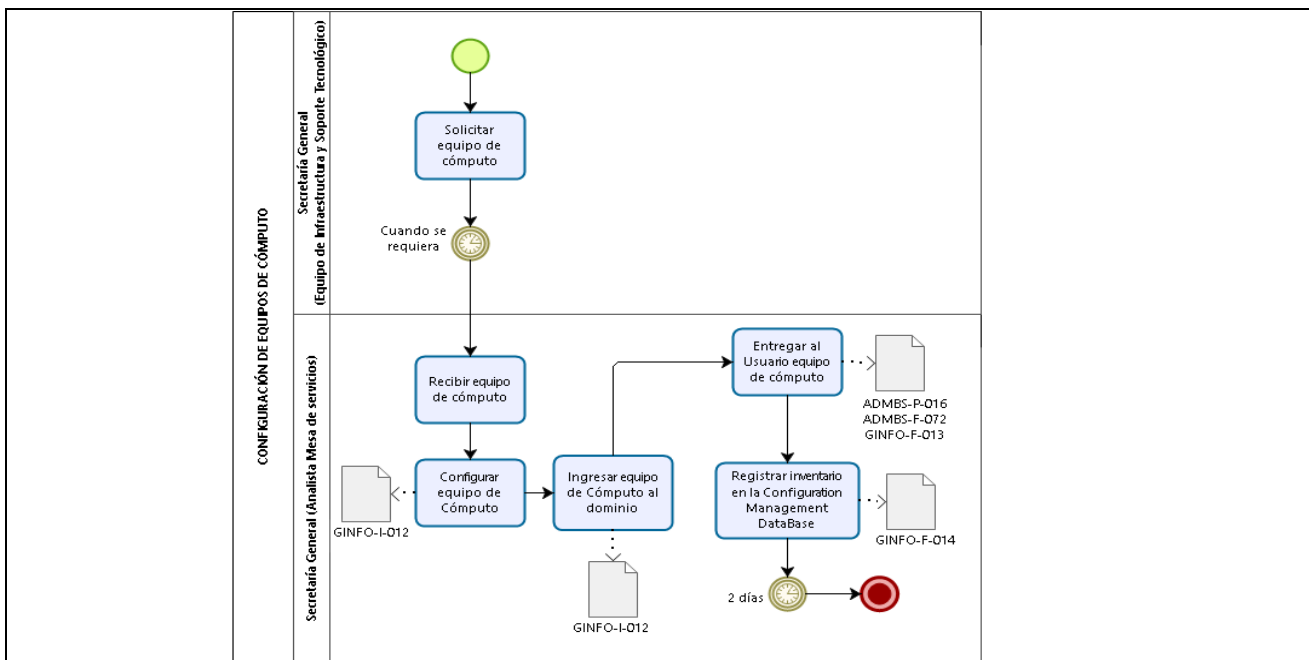 CONFIGURACIÓN DE EQUIPOS DE CÓMPUTO
Secretaría General
(Equipo de Infraestructura y Soporte Tecnológico)
Solicitar
equipo de
cómputo
Cuando se
requiera
Secretaría General (Analista Mesa de servicios)
Recibir equipo
de cómputo
Configurar
equipo de
Cómputo
GINFO-I-012
Ingresar equipo
de Cómputo al
dominio
GINFO-I-012
Entregar al
Usuario equipo
de cómputo
ADMBS-P-016
ADMBS-F-072
GINFO-F-013
Registrar inventario
en la Configuration
Management
DataBase
GINFO-F-014
2 días